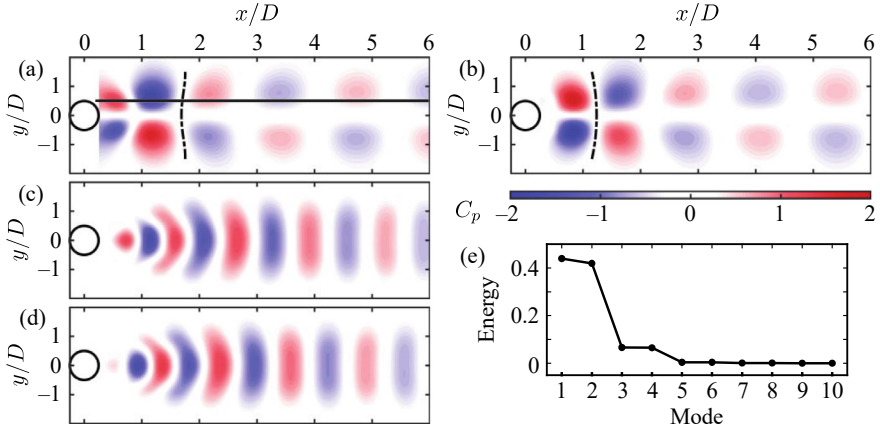 x/D x/D
0 1 2 3 4 5 6 0 1 2 3 4 5 6
(a) (b)
y/D 1 0 −1 y/D 1 0 −1
(c) C_p −2 −1 0 1 2
y/D 1 0 −1
(e)
(d)
y/D 1 0 −1
Energy 0.4 0.2 0
1 2 3 4 5 6 7 8 9 10
Mode